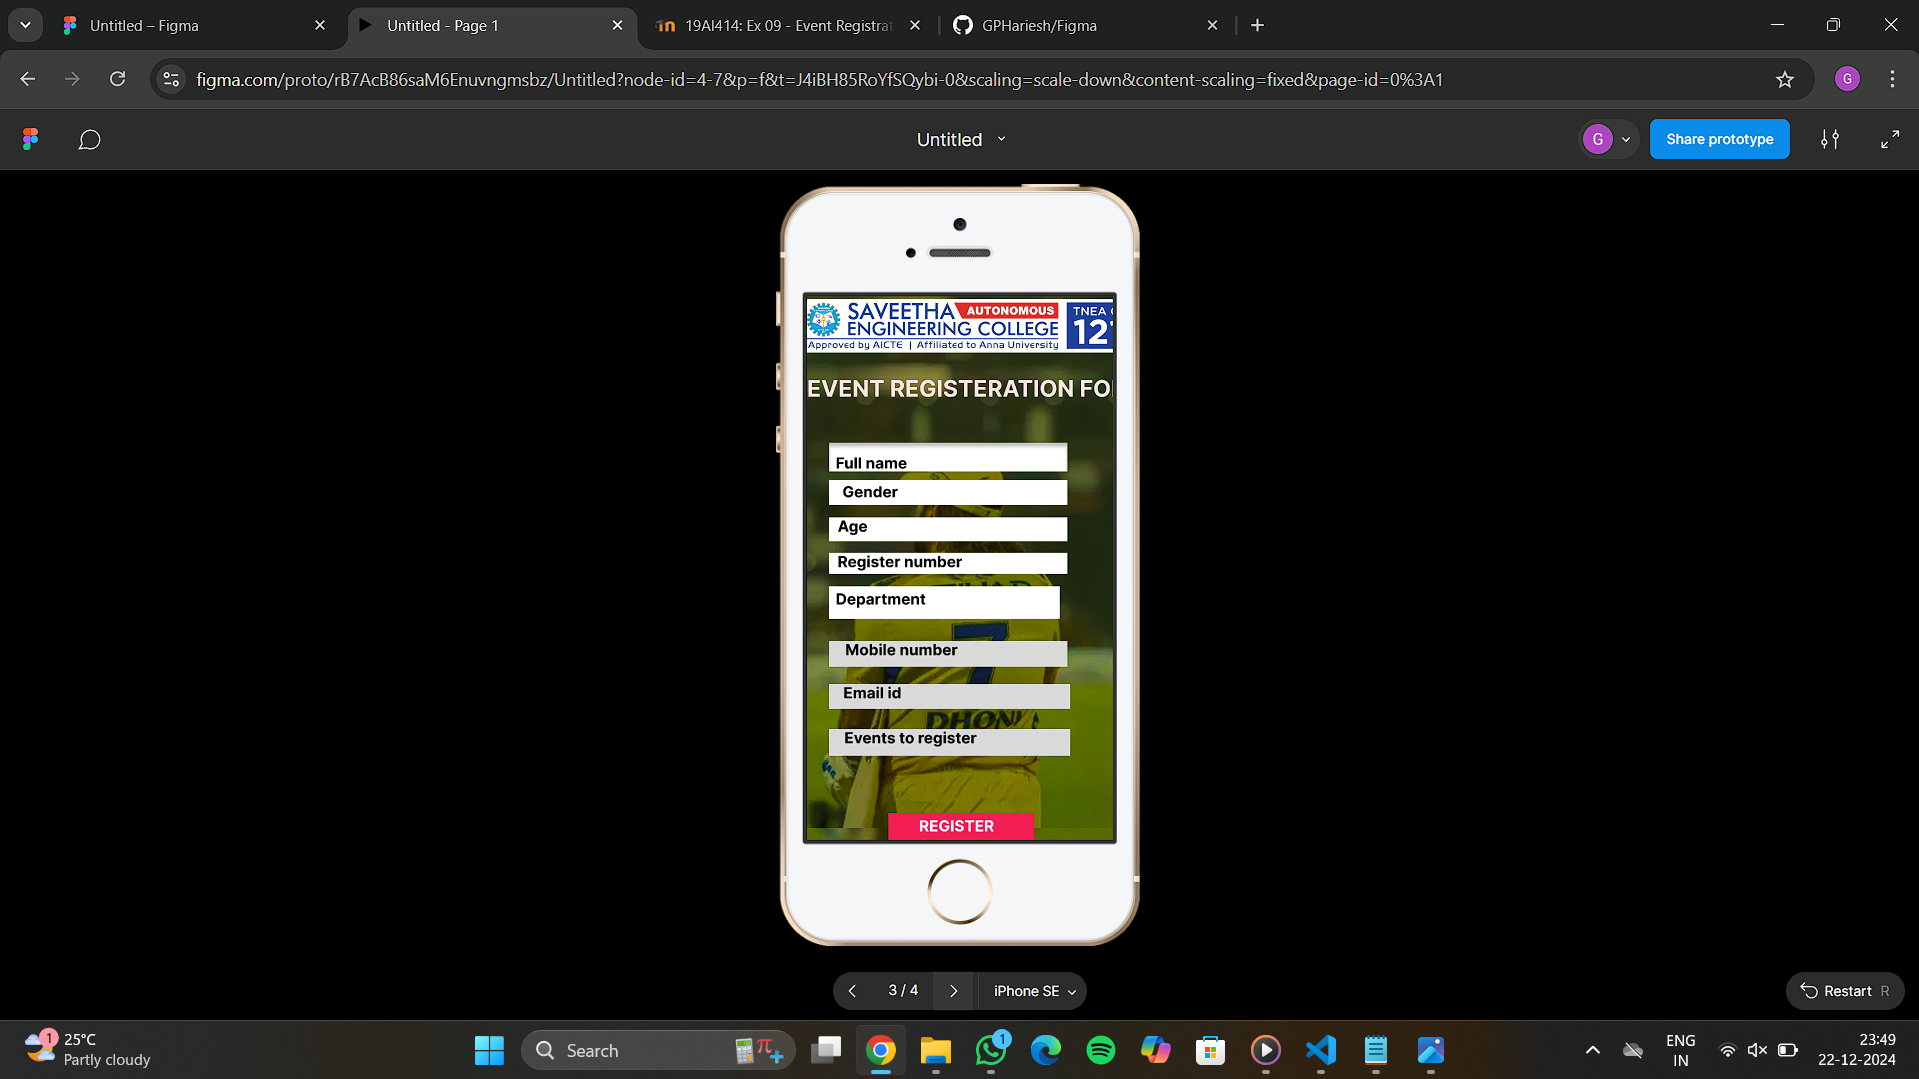 Untitled – Figma
Untitled - Page 1
19AI414: Ex 09 - Event Registrat
GPHariesh/Figma
figma.com/proto/rB7AcB86saM6Enuvngmsbz/Untitled?node-id=4-7&p=f&t=J4iBH85RoYfSQybi-0&scaling=scale-down&content-scaling=fixed&page-id=0%3A1
G
Untitled
G
Share prototype
SAVEETHA AUTONOMOUS
ENGINEERING COLLEGE
Approved by AICTE | Affiliated to Anna University
TNEA
12
EVENT REGISTERATION FO
Full name
Gender
Age
Register number
Department
7
Mobile number
Email id
DHONI
Events to register
REGISTER
3 / 4
iPhone SE
Restart R
1
25°C
Partly cloudy
Search
1
ENG
IN
23:49
22-12-2024